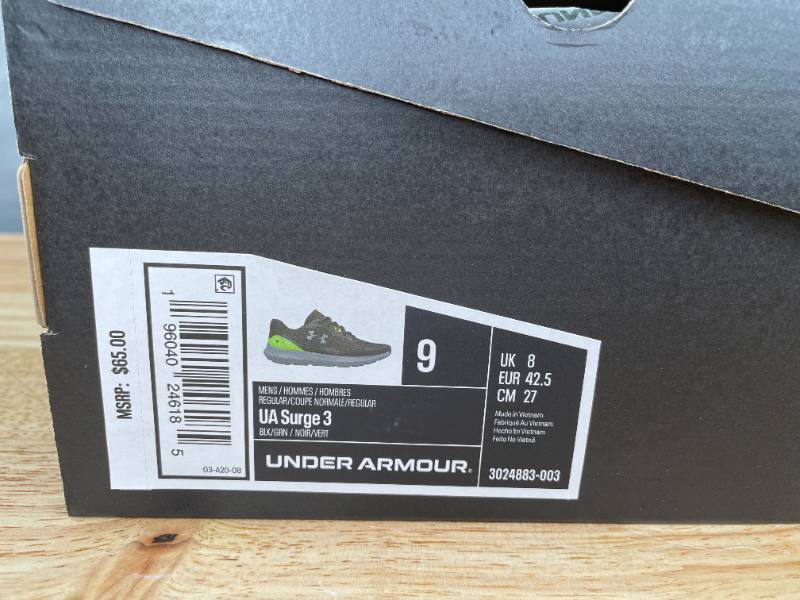 MSRP: $65.00
1 96040 24618 5
G3-A20-08
9
MENS / HOMMES / HOMBRES
REGULAR/COUPE NORMALE/REGULAR
UA Surge 3
BLK/GRN / NOIR/VERT
UNDER ARMOUR
UK 8
EUR 42.5
CM 27
Made in Vietnam
Fabriqué Au Vietnam
Hecho En Vietnam
Feito No Vietnã
3024883-003